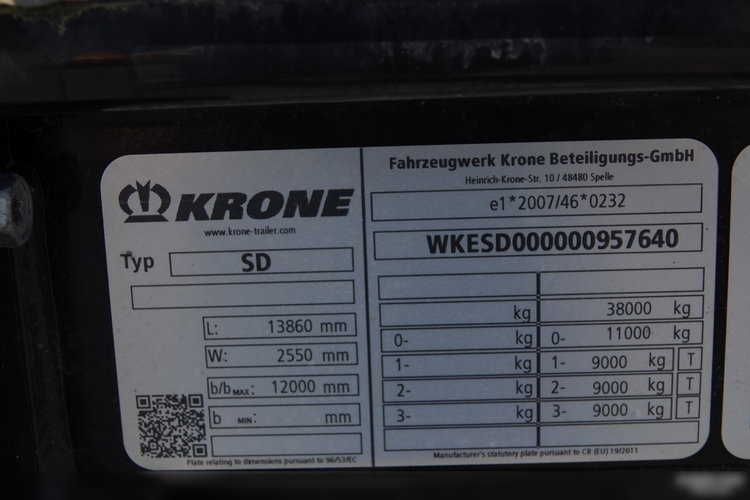 KRONE
www.krone-trailer.com
Typ SD
L: 13860 mm
W: 2550 mm
b/b MAX: 12000 mm
b MIN: mm
Plate relating to dimensions pursuant to 96/53/EC
Fahrzeugwerk Krone Beteiligungs-GmbH
Heinrich-Krone-Str. 10 / 48480 Spelle
e1*2007/46*0232
WKESD000000957640
kg 38000 kg
0- kg 0- 11000 kg
1- kg 1- 9000 kg T
2- kg 2- 9000 kg T
3- kg 3- 9000 kg T
Manufacturer's statutory plate pursuant to CR (EU) 19/2011